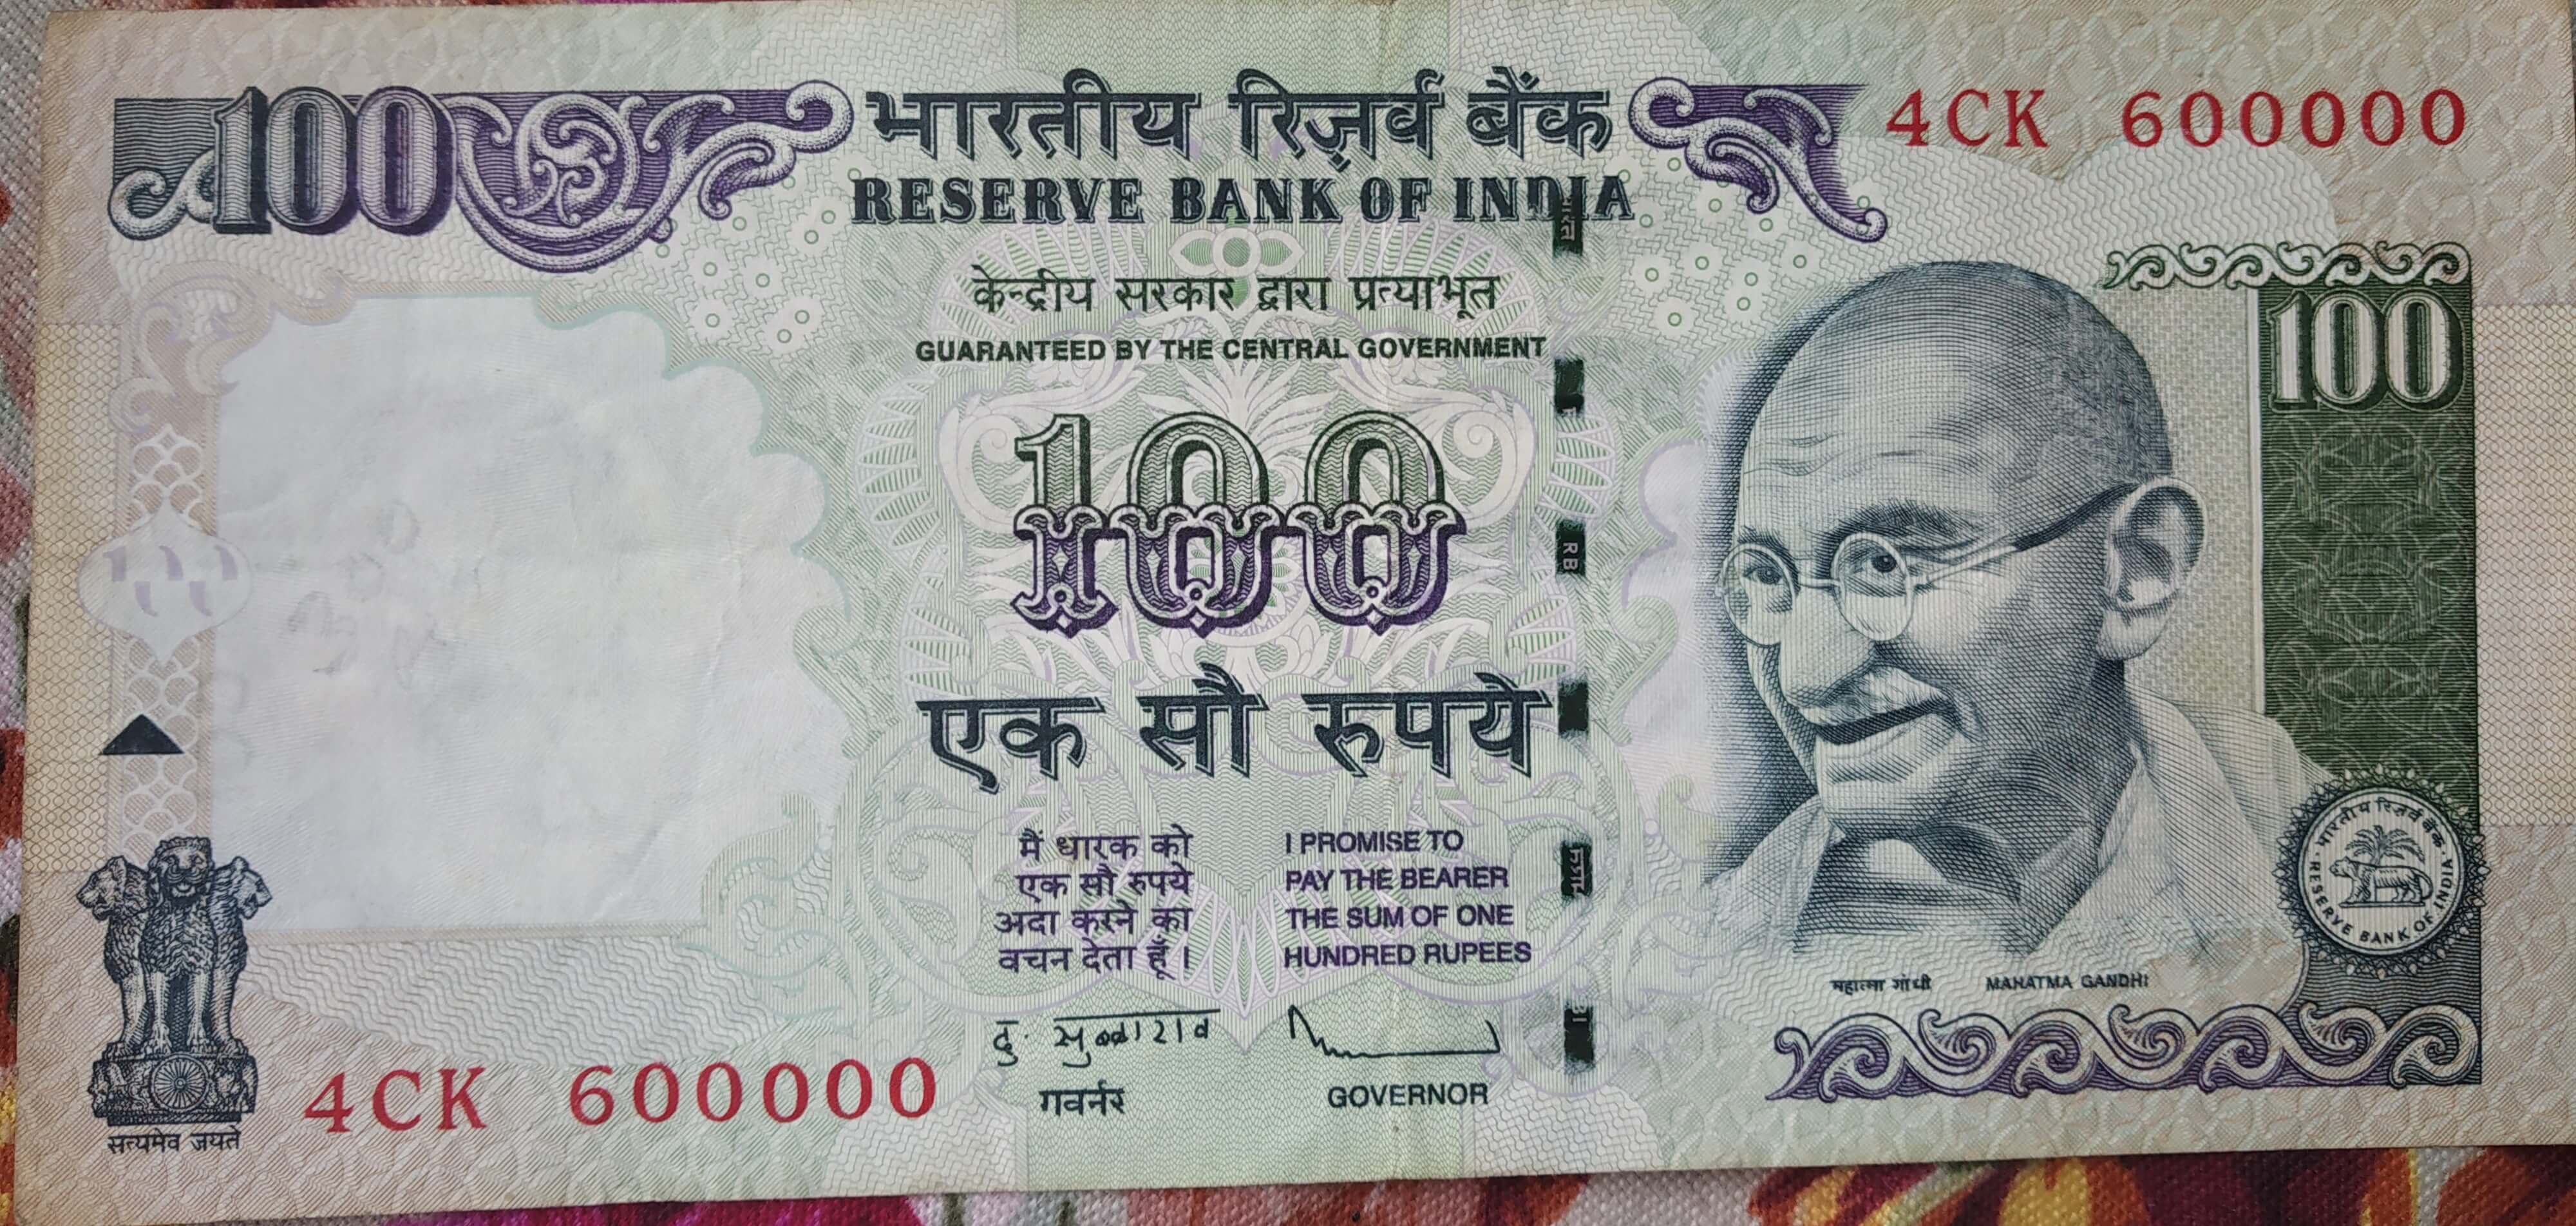 100 भारतीय रिज़र्व बैंक 4CK 600000
RESERVE BANK OF INDIA
भारत
केन्द्रीय सरकार द्वारा प्रत्याभूत
GUARANTEED BY THE CENTRAL GOVERNMENT
100
100
RBI
एक सौ रुपये
मैं धारक को
एक सौ रुपये
अदा करने का
वचन देता हूँ।
I PROMISE TO
PAY THE BEARER
THE SUM OF ONE
HUNDRED RUPEES
भारतीय रिज़र्व बैंक
RESERVE BANK OF INDIA
महात्मा गांधी MAHATMA GANDHI
दु. सुब्बाराव
गवर्नर GOVERNOR
4CK 600000
सत्यमेव जयते